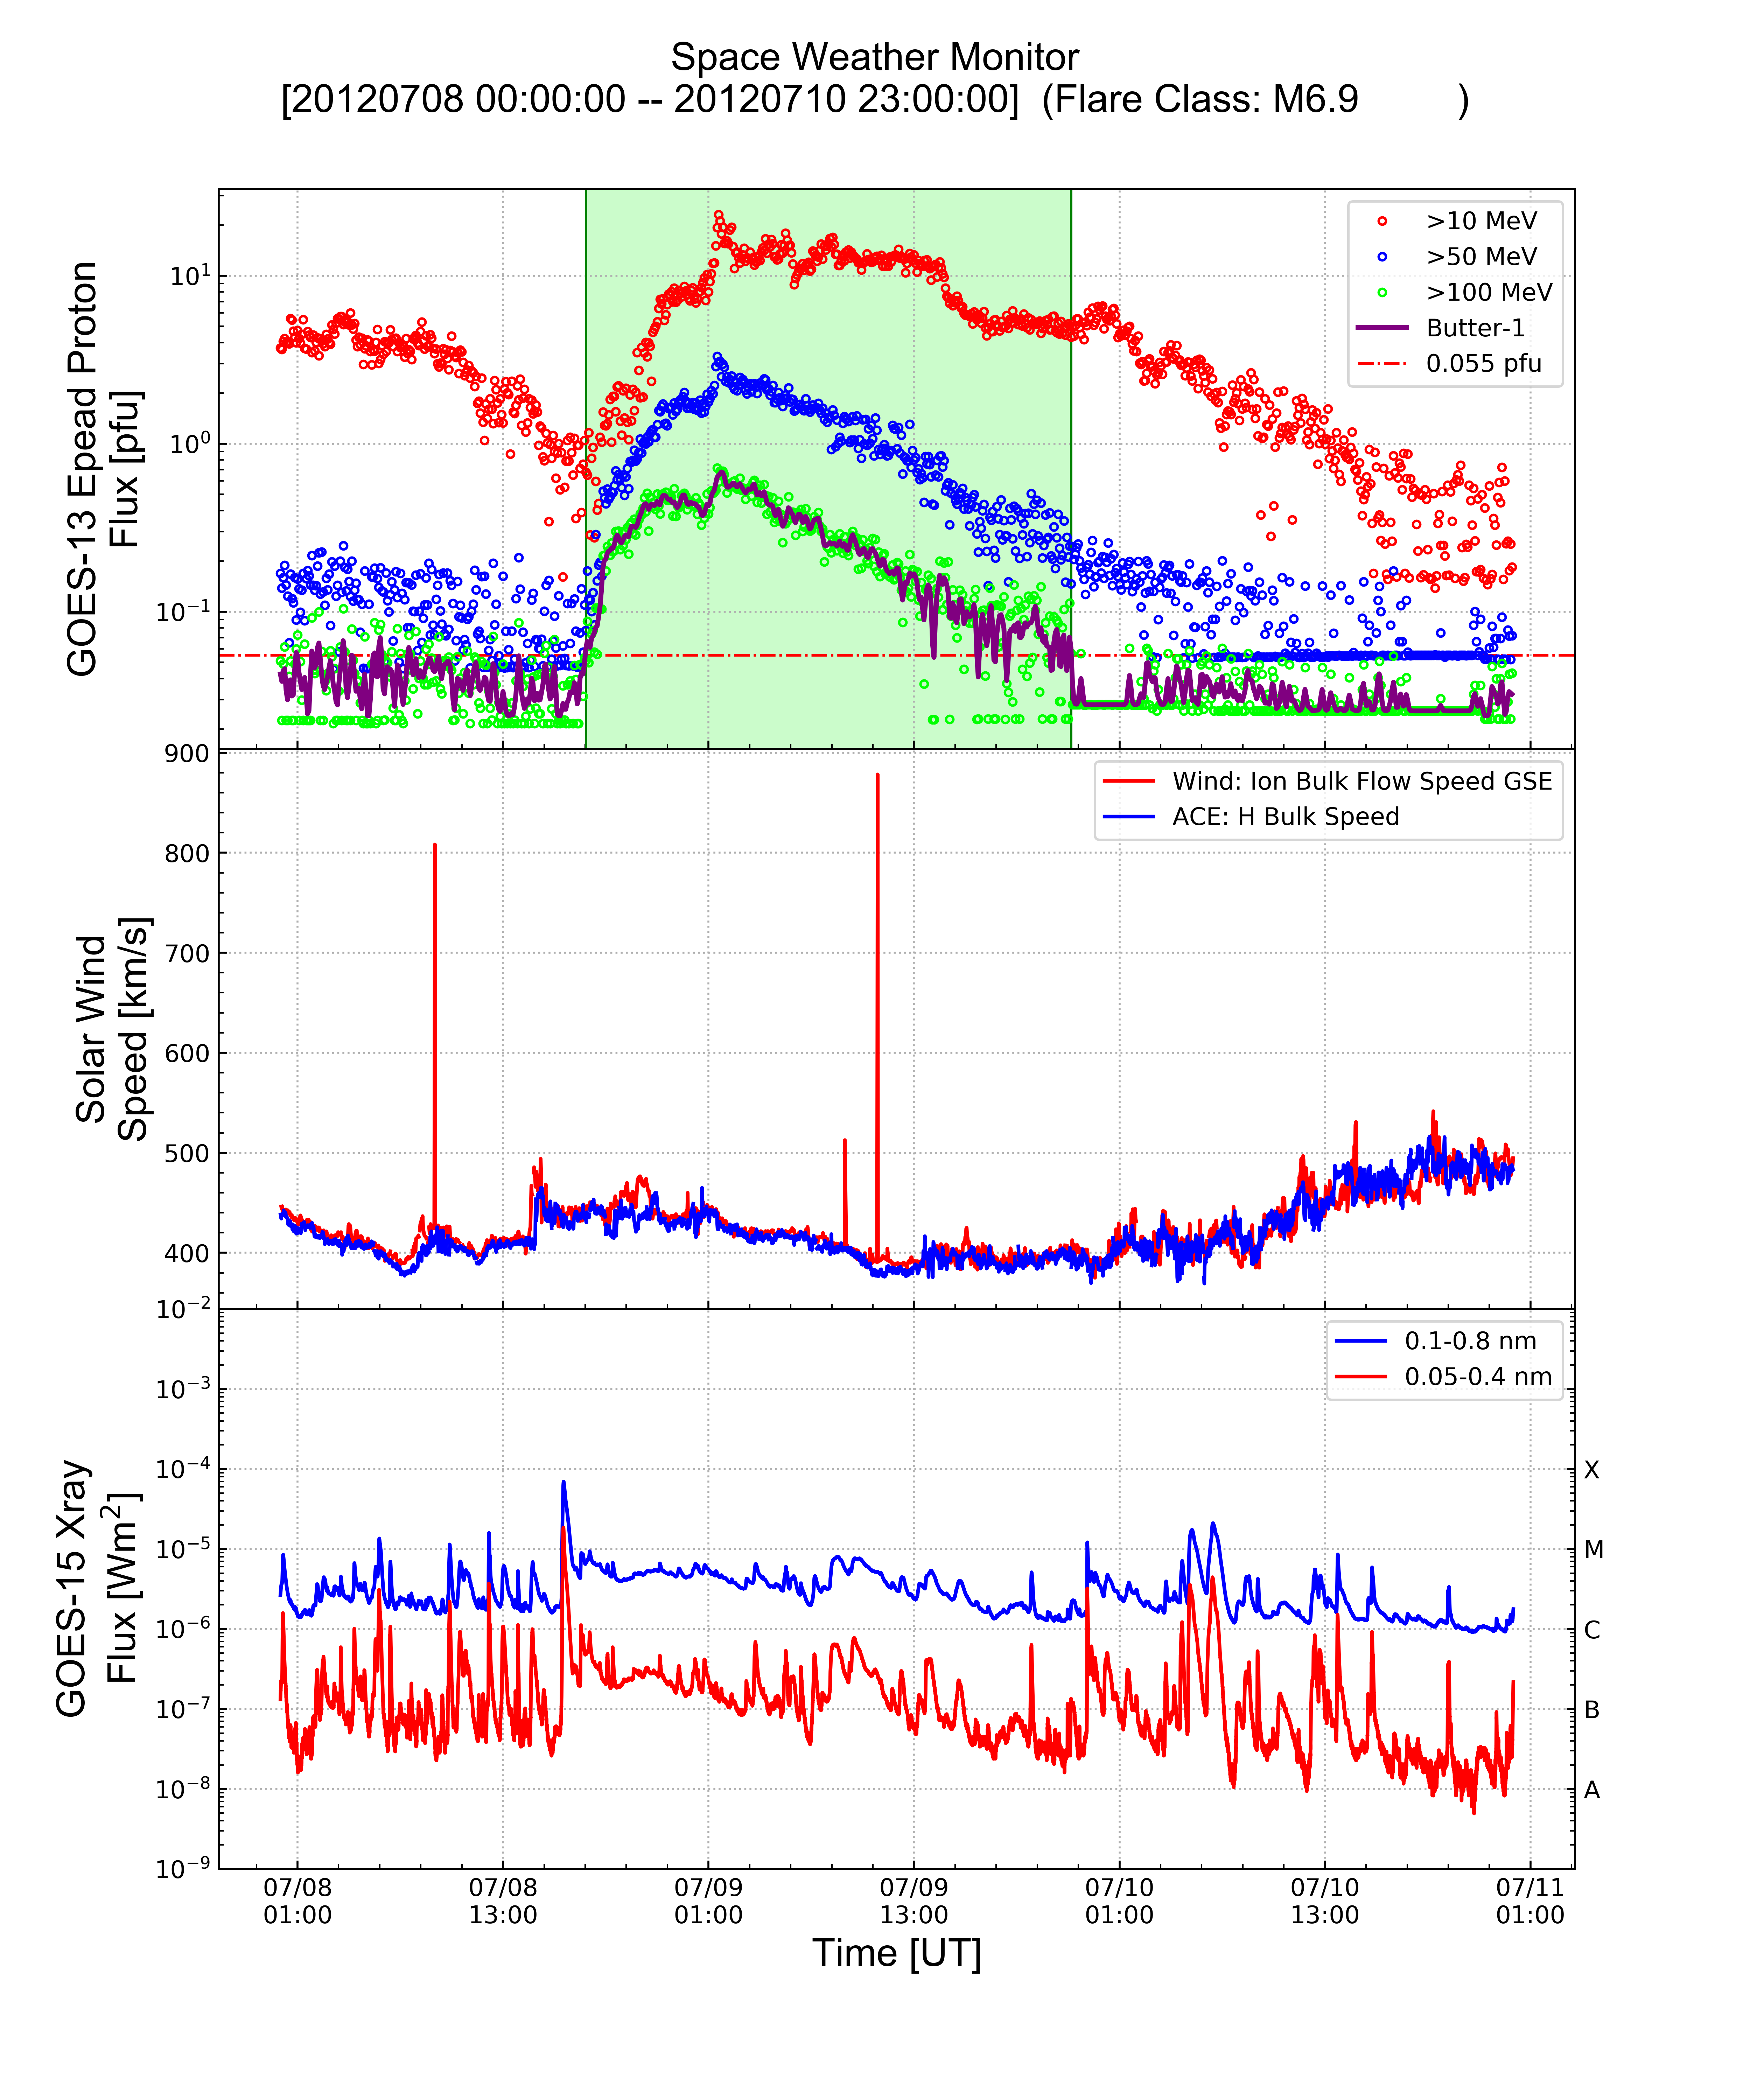 Space Weather Monitor
[20120708 00:00:00 -- 20120710 23:00:00]  (Flare Class: M6.9          )
GOES-13 Epead Proton
Flux [pfu]
10¹
10⁰
10⁻¹
>10 MeV
>50 MeV
>100 MeV
Butter-1
0.055 pfu
Solar Wind
Speed [km/s]
900
800
700
600
500
400
Wind: Ion Bulk Flow Speed GSE
ACE: H Bulk Speed
GOES-15 Xray
Flux [Wm²]
10⁻²
10⁻³
10⁻⁴
10⁻⁵
10⁻⁶
10⁻⁷
10⁻⁸
10⁻⁹
0.1-0.8 nm
0.05-0.4 nm
X
M
C
B
A
07/08 07/08 07/09 07/09 07/10 07/10 07/11
01:00 13:00 01:00 13:00 01:00 13:00 01:00
Time [UT]